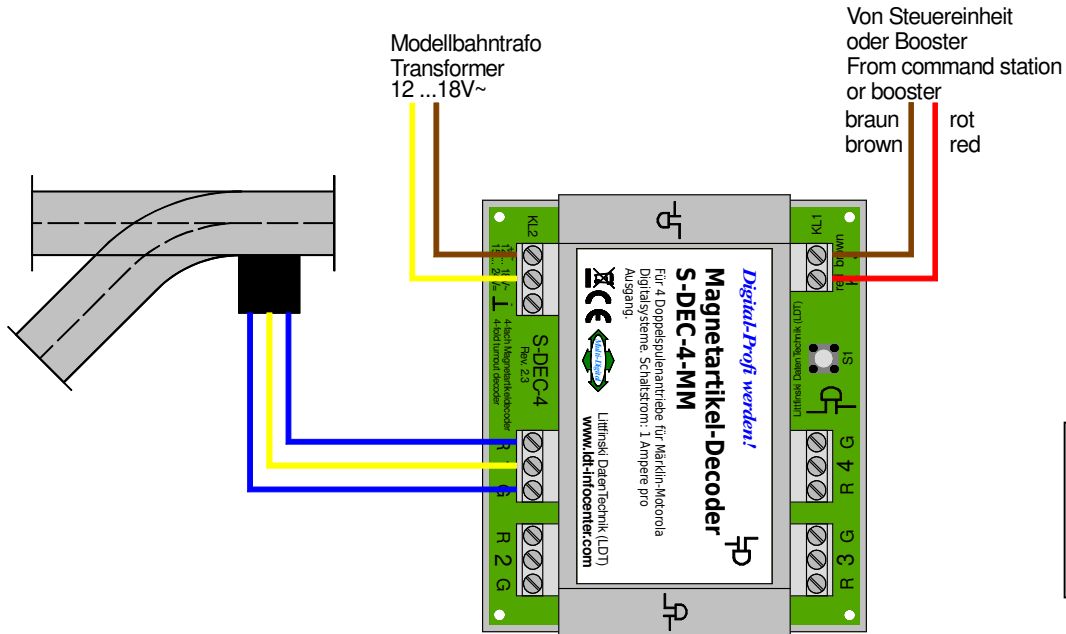 Von Steuereinheit
oder Booster
From command station
or booster
braun
brown
rot
red
Modellbahntrafo
Transformer
12 ...18V~
KL2
KL1
S1
Digital-Profi werden!
Magnetartikel-Decoder
S-DEC-4-MM
Für 4 Doppelspulenantriebe für Märklin-Motorola
Digitalsysteme. Schaltstrom: 1 Ampere pro
Ausgang.
CE
Multi-Digital
Littfinski DatenTechnik (LDT)
www.ldt-infocenter.com
S-DEC-4
Rev. 2.3
4-fach Magnetartikeldecoder
4-fold turnout decoder
Littfinski DatenTechnik (LDT)
red brown
R
G
R 2 G
R 4 G
R 3 G